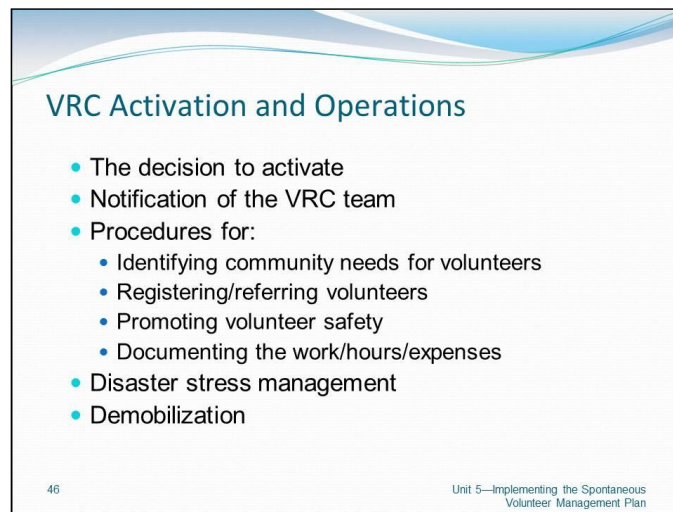 VRC Activation and Operations
• The decision to activate
• Notification of the VRC team
• Procedures for:
• Identifying community needs for volunteers
• Registering/referring volunteers
• Promoting volunteer safety
• Documenting the work/hours/expenses
• Disaster stress management
• Demobilization
46
Unit 5—Implementing the Spontaneous
Volunteer Management Plan